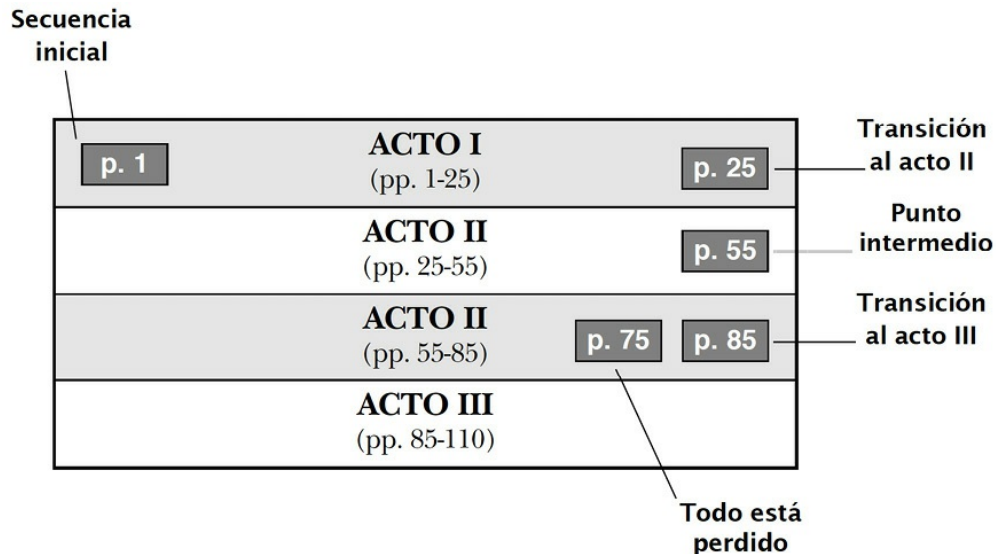 Secuencia
inicial
p. 1
ACTO I
(pp. 1-25)
p. 25
Transición
al acto II
ACTO II
(pp. 25-55)
p. 55
Punto
intermedio
ACTO II
(pp. 55-85)
p. 75
p. 85
Transición
al acto III
ACTO III
(pp. 85-110)
Todo está
perdido